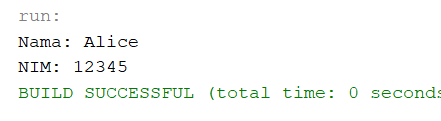 run:
Nama: Alice
NIM: 12345
BUILD SUCCESSFUL (total time: 0 seconds